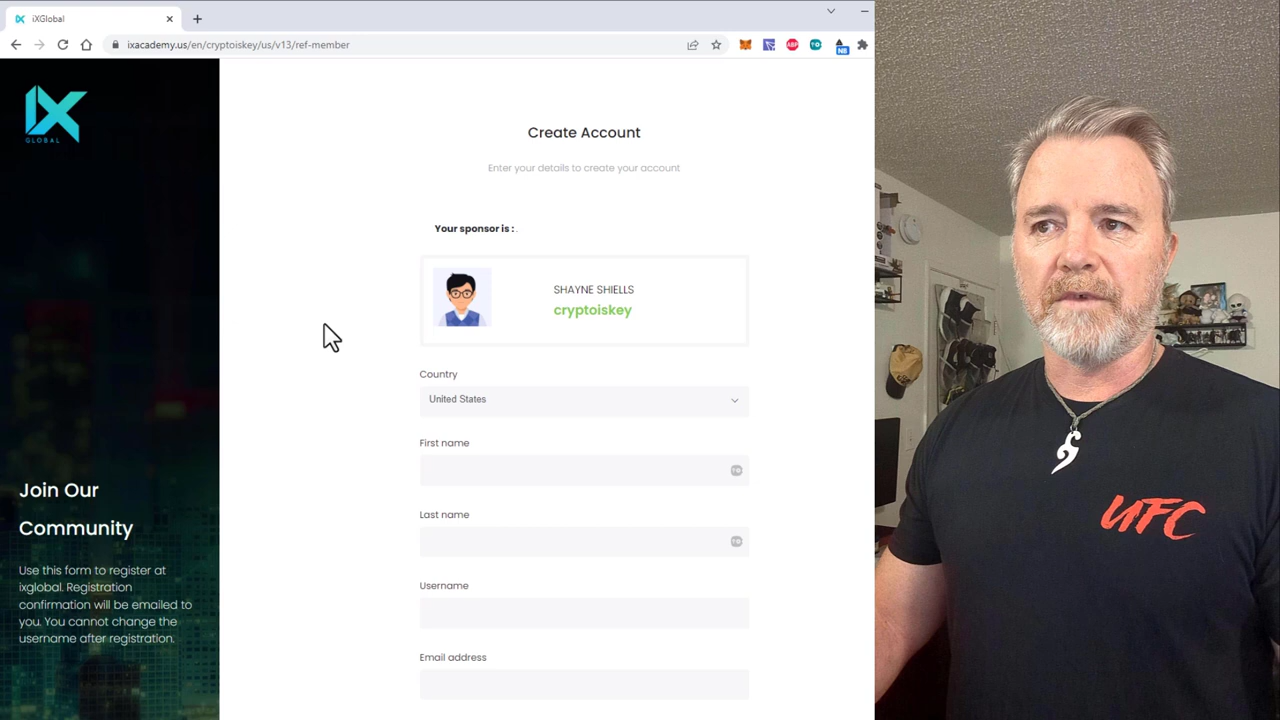 iXGlobal
ixacademy.us/en/cryptoiskey/us/v13/ref-member
ABP
N8
IX
GLOBAL
Join Our
Community
Use this form to register at
ixglobal. Registration
confirmation will be emailed to
you. You cannot change the
username after registration.
Create Account
Enter your details to create your account
Your sponsor is : .
SHAYNE SHIELLS
cryptoiskey
Country
United States
First name
Last name
Username
Email address
UFC